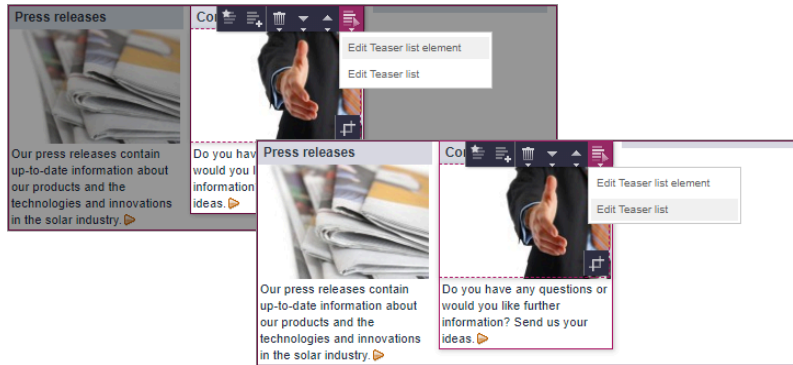 Press releases
Co
Edit Teaser list element
Edit Teaser list
Our press releases contain
up-to-date information about
our products and the
technologies and innovations
in the solar industry.
Do you hav
would you l
information
ideas.
Press releases
Co
Edit Teaser list element
Edit Teaser list
Our press releases contain
up-to-date information about
our products and the
technologies and innovations
in the solar industry.
Do you have any questions or
would you like further
information? Send us your
ideas.